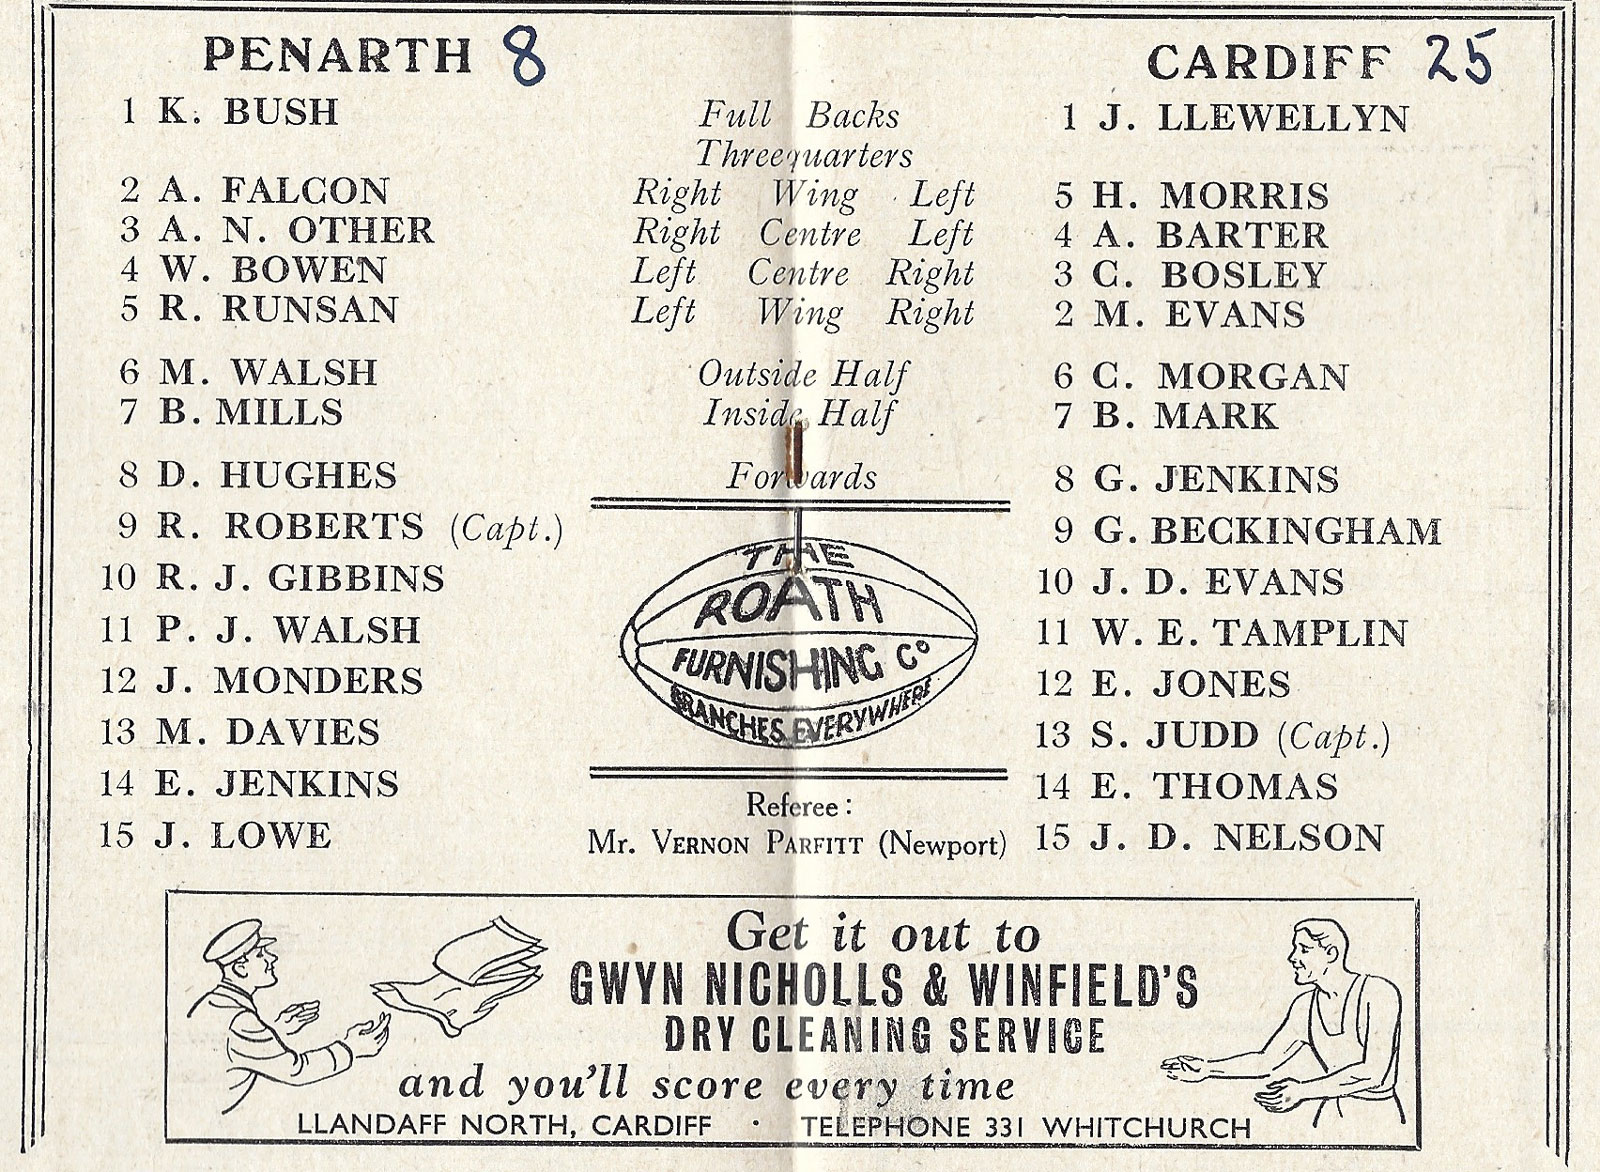 PENARTH 8 CARDIFF 25
1 K. BUSH Full Backs 1 J. LLEWELLYN
Threequarters
2 A. FALCON Right Wing Left 5 H. MORRIS
3 A. N. OTHER Right Centre Left 4 A. BARTER
4 W. BOWEN Left Centre Right 3 C. BOSLEY
5 R. RUNSAN Left Wing Right 2 M. EVANS
6 M. WALSH Outside Half 6 C. MORGAN
7 B. MILLS Inside Half 7 B. MARK
8 D. HUGHES Forwards 8 G. JENKINS
9 R. ROBERTS (Capt.) 9 G. BECKINGHAM
10 R. J. GIBBINS 10 J. D. EVANS
11 P. J. WALSH 11 W. E. TAMPLIN
12 J. MONDERS 12 E. JONES
13 M. DAVIES 13 S. JUDD (Capt.)
14 E. JENKINS 14 E. THOMAS
15 J. LOWE 15 J. D. NELSON
THE
ROATH
FURNISHING Co
BRANCHES EVERYWHERE
Referee :
Mr. VERNON PARFITT (Newport)
Get it out to
GWYN NICHOLLS & WINFIELD'S
DRY CLEANING SERVICE
and you'll score every time
LLANDAFF NORTH, CARDIFF · TELEPHONE 331 WHITCHURCH